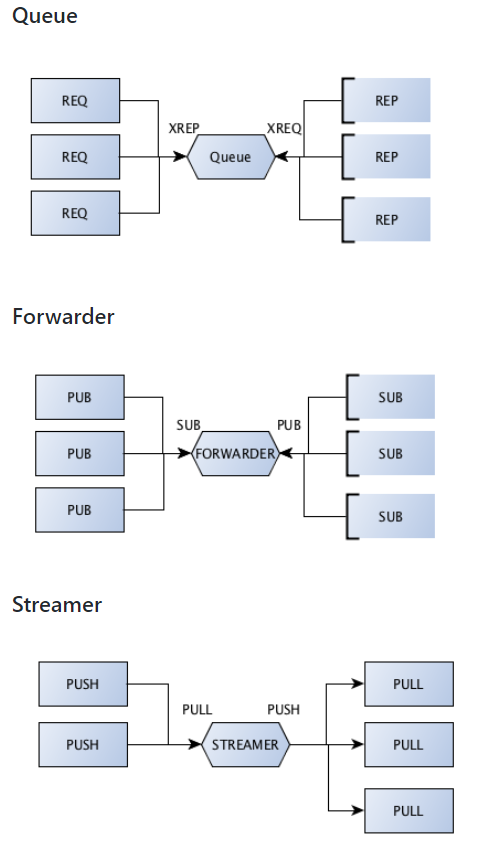 Queue
REQ
REP
XREP
XREQ
REQ
Queue
REP
REQ
REP
Forwarder
PUB
SUB
SUB
PUB
PUB
FORWARDER
SUB
PUB
SUB
Streamer
PUSH
PULL
PULL
PUSH
PUSH
STREAMER
PULL
PULL